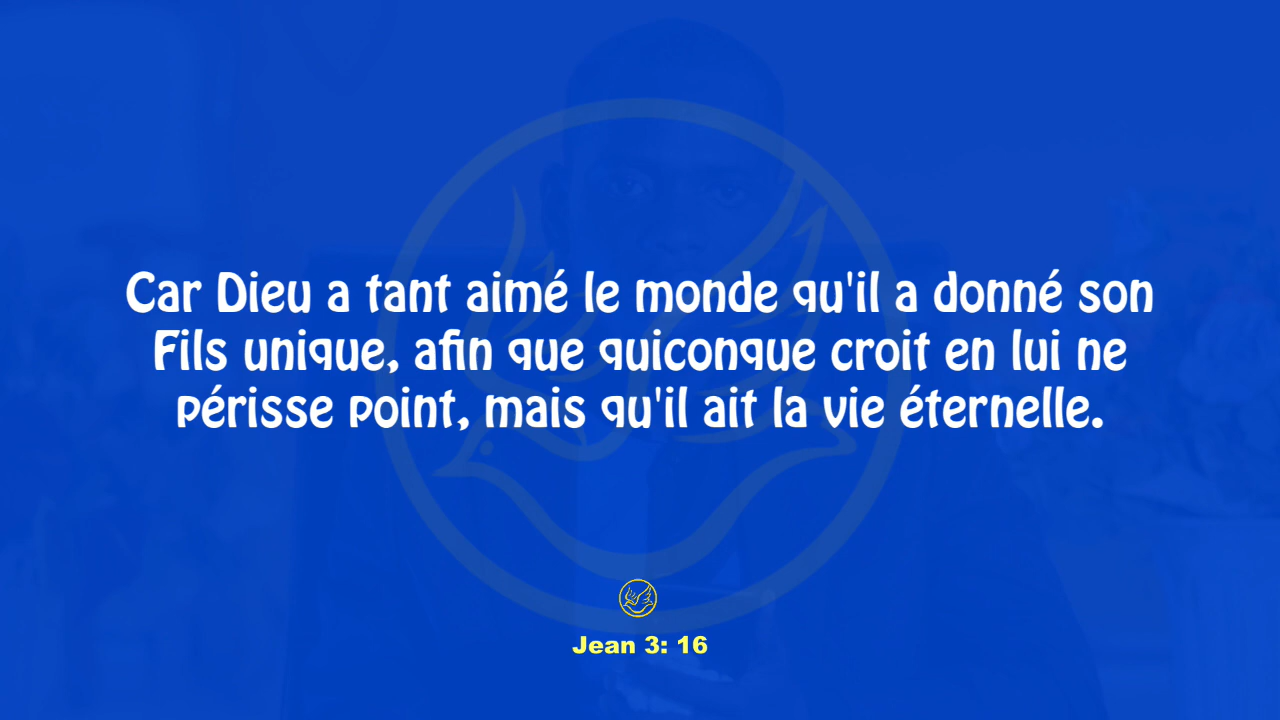 Car Dieu a tant aimé le monde qu'il a donné son
Fils unique, afin que quiconque croit en lui ne
périsse point, mais qu'il ait la vie éternelle.
Jean 3: 16